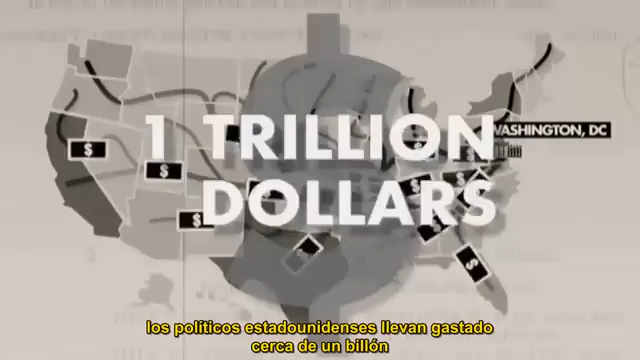 1 TRILLION
WASHINGTON, DC
DOLLARS
$
$
$
$
$
los políticos estadounidenses llevan gastado
cerca de un billón